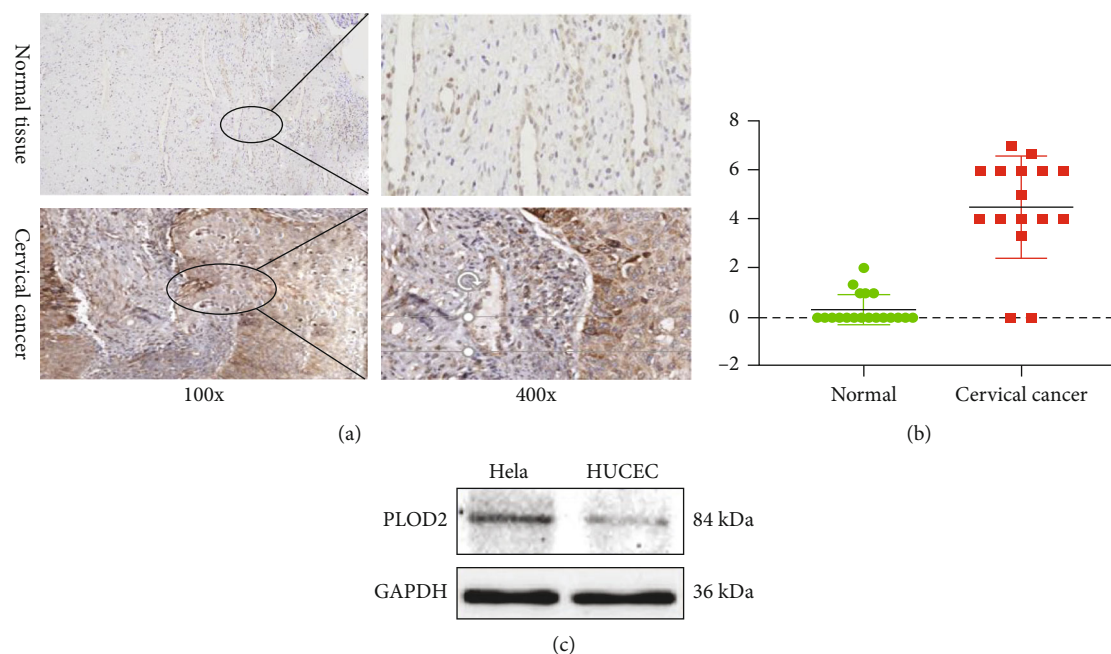 Normal tissue
Cervical cancer
100x
400x
(a)
8
6
4
2
0
−2
Normal
Cervical cancer
(b)
Hela
HUCEC
PLOD2
84 kDa
GAPDH
36 kDa
(c)